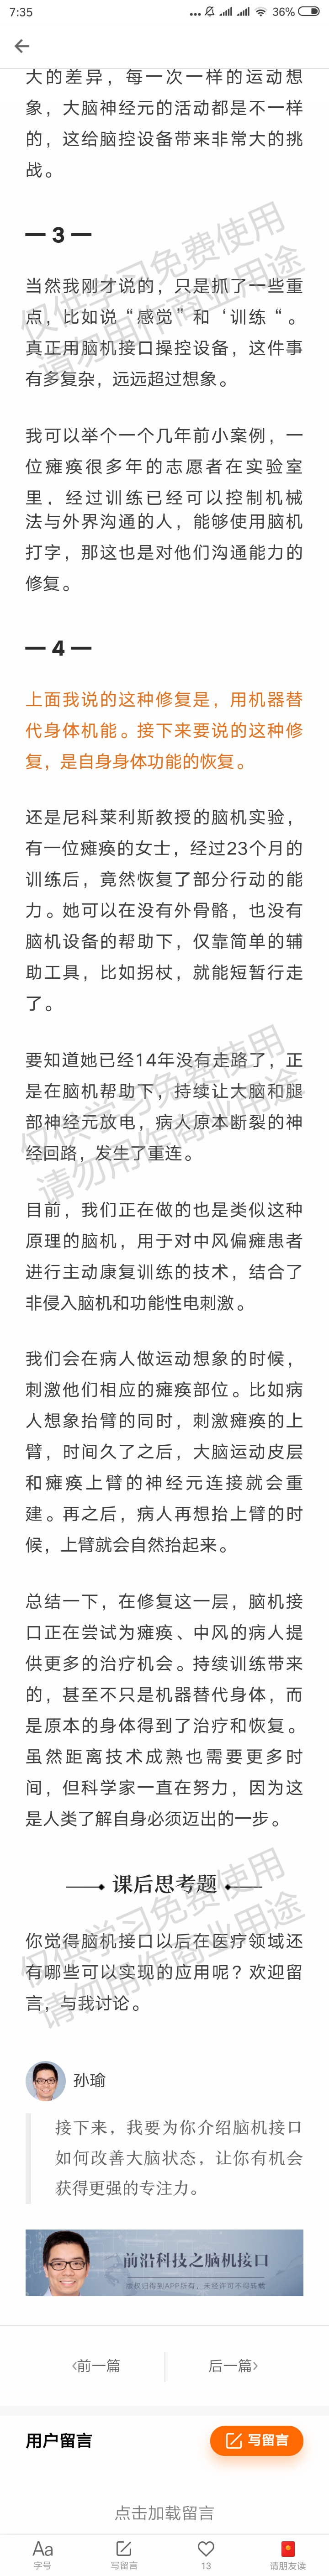 7:35
36%
大的差异，每一次一样的运动想
象，大脑神经元的活动都是不一样
的，这给脑控设备带来非常大的挑
战。
— 3 —
当然我刚才说的，只是抓了一些重
点，比如说“感觉”和‘训练“。
真正用脑机接口操控设备，这件事
有多复杂，远远超过想象。
我可以举个一个几年前小案例，一
位瘫痪很多年的志愿者在实验室
里，经过训练已经可以控制机械
法与外界沟通的人，能够使用脑机
打字，那这也是对他们沟通能力的
修复。
— 4 —
上面我说的这种修复是，用机器替
代身体机能。接下来要说的这种修
复，是自身身体功能的恢复。
还是尼科莱利斯教授的脑机实验，
有一位瘫痪的女士，经过23个月的
训练后，竟然恢复了部分行动的能
力。她可以在没有外骨骼，也没有
脑机设备的帮助下，仅靠简单的辅
助工具，比如拐杖，就能短暂行走
了。
要知道她已经14年没有走路了，正
是在脑机帮助下，持续让大脑和腿
部神经元放电，病人原本断裂的神
经回路，发生了重连。
目前，我们正在做的也是类似这种
原理的脑机，用于对中风偏瘫患者
进行主动康复训练的技术，结合了
非侵入脑机和功能性电刺激。
我们会在病人做运动想象的时候，
刺激他们相应的瘫痪部位。比如病
人想象抬臂的同时，刺激瘫痪的上
臂，时间久了之后，大脑运动皮层
和瘫痪上臂的神经元连接就会重
建。再之后，病人再想抬上臂的时
候，上臂就会自然抬起来。
总结一下，在修复这一层，脑机接
口正在尝试为瘫痪、中风的病人提
供更多的治疗机会。持续训练带来
的，甚至不只是机器替代身体，而
是原本的身体得到了治疗和恢复。
虽然距离技术成熟也需要更多时
间，但科学家一直在努力，因为这
是人类了解自身必须迈出的一步。
课后思考题
你觉得脑机接口以后在医疗领域还
有哪些可以实现的应用呢？欢迎留
言，与我讨论。
孙瑜
接下来，我要为你介绍脑机接口
如何改善大脑状态，让你有机会
获得更强的专注力。
前沿科技之脑机接口
版权归得到APP所有，未经许可不得转载
‹前一篇
后一篇›
用户留言
写留言
点击加载留言
Aa
字号
写留言
13
请朋友读
仅供学习免费使用
请勿用作商业用途
仅供学习免费使用
请勿用作商业用途
仅供学习免费使用
请勿用作商业用途